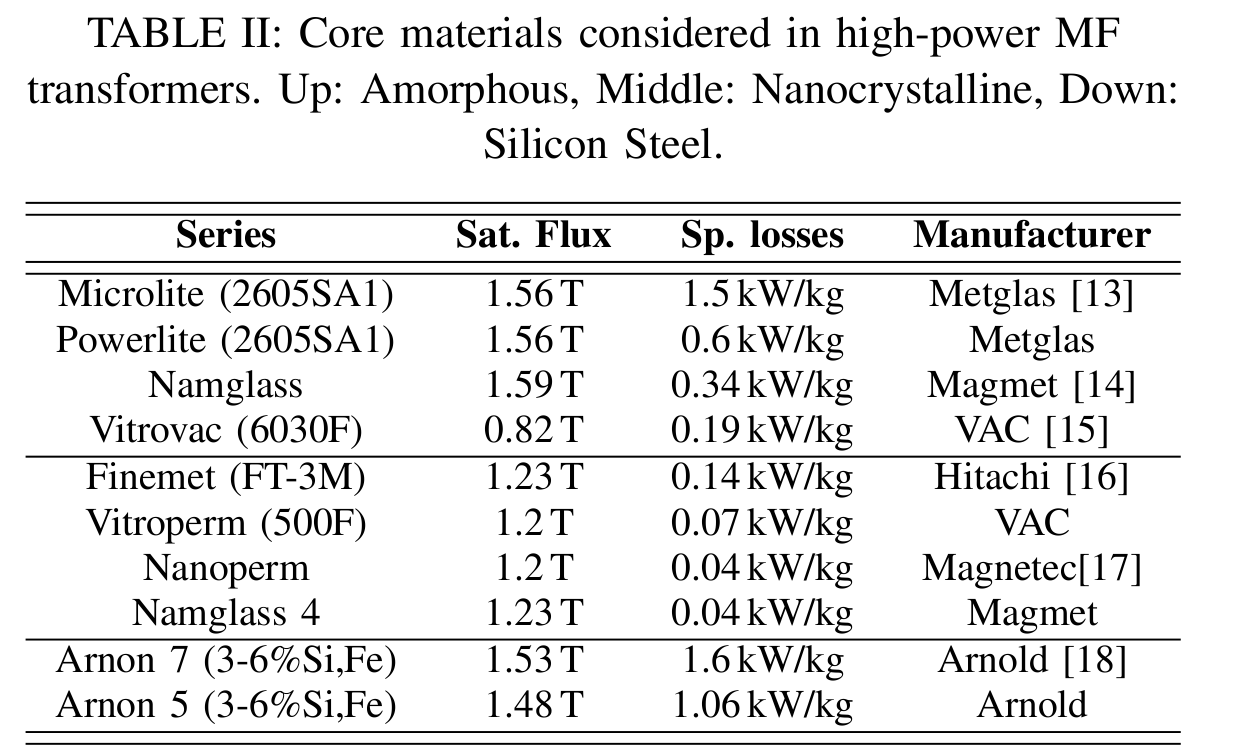 TABLE II: Core materials considered in high-power MF
transformers. Up: Amorphous, Middle: Nanocrystalline, Down:
Silicon Steel.
Series Sat. Flux Sp. losses Manufacturer
Microlite (2605SA1) 1.56 T 1.5 kW/kg Metglas [13]
Powerlite (2605SA1) 1.56 T 0.6 kW/kg Metglas
Namglass 1.59 T 0.34 kW/kg Magmet [14]
Vitrovac (6030F) 0.82 T 0.19 kW/kg VAC [15]
Finemet (FT-3M) 1.23 T 0.14 kW/kg Hitachi [16]
Vitroperm (500F) 1.2 T 0.07 kW/kg VAC
Nanoperm 1.2 T 0.04 kW/kg Magnetec[17]
Namglass 4 1.23 T 0.04 kW/kg Magmet
Arnon 7 (3-6%Si,Fe) 1.53 T 1.6 kW/kg Arnold [18]
Arnon 5 (3-6%Si,Fe) 1.48 T 1.06 kW/kg Arnold